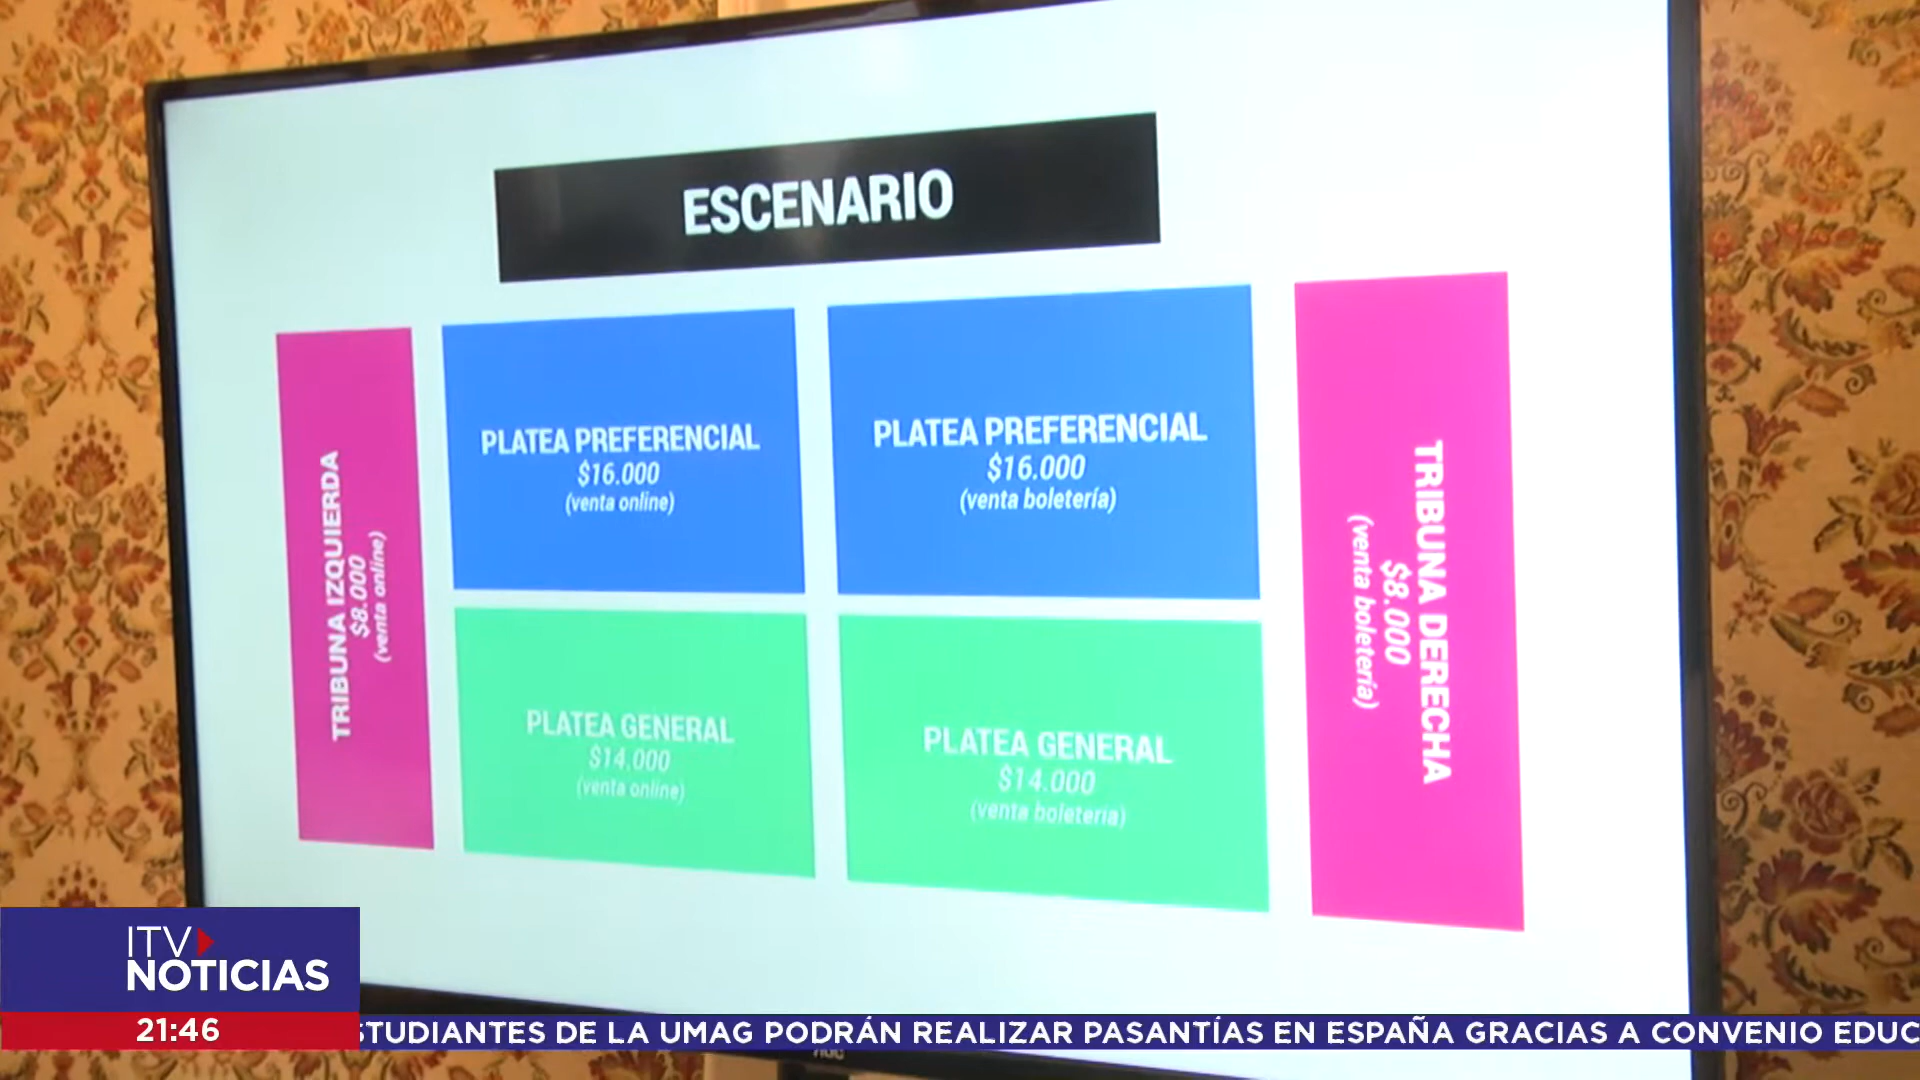 ESCENARIO
TRIBUNA IZQUIERDA
$8.000
(venta online)
PLATEA PREFERENCIAL
$16.000
(venta online)
PLATEA PREFERENCIAL
$16.000
(venta boletería)
TRIBUNA DERECHA
$8.000
(venta boletería)
PLATEA GENERAL
$14.000
(venta online)
PLATEA GENERAL
$14.000
(venta boletería)
ITV
NOTICIAS
21:46
STUDIANTES DE LA UMAG PODRÁN REALIZAR PASANTÍAS EN ESPAÑA GRACIAS A CONVENIO EDUC